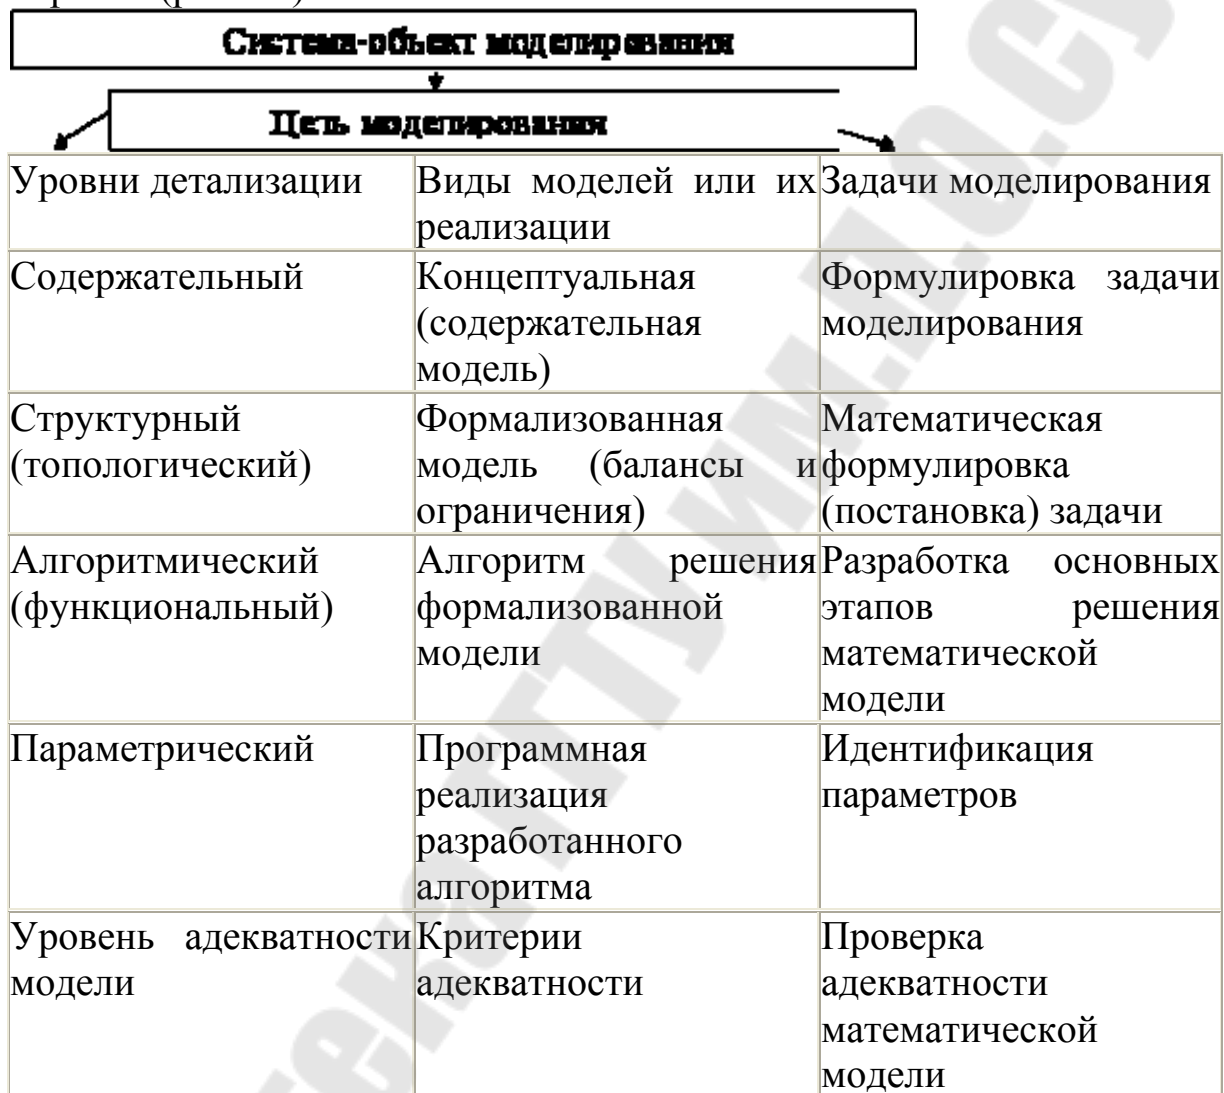 Система-объект моделирования
Цель моделирования
Уровни детализации
Виды моделей или их
реализации
Задачи моделирования
Содержательный
Концептуальная
(содержательная
модель)
Формулировка задачи
моделирования
Структурный
(топологический)
Формализованная
модель (балансы и
ограничения)
Математическая
формулировка
(постановка) задачи
Алгоритмический
(функциональный)
Алгоритм решения
формализованной
модели
Разработка основных
этапов решения
математической
модели
Параметрический
Программная
реализация
разработанного
алгоритма
Идентификация
параметров
Уровень адекватности
модели
Критерии
адекватности
Проверка
адекватности
математической
модели